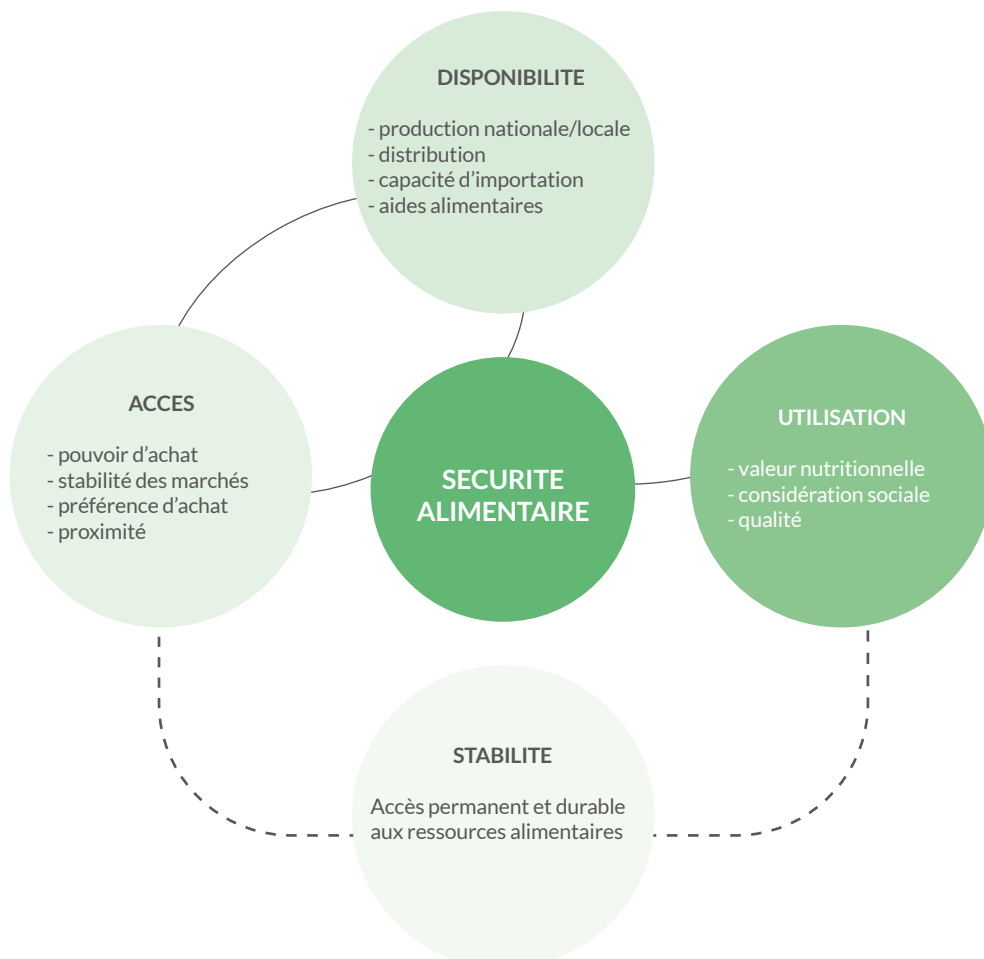 DISPONIBILITE
- production nationale/locale
- distribution
- capacité d'importation
- aides alimentaires
ACCES
- pouvoir d'achat
- stabilité des marchés
- préférence d'achat
- proximité
SECURITE
ALIMENTAIRE
UTILISATION
- valeur nutritionnelle
- considération sociale
- qualité
STABILITE
Accès permanent et durable
aux ressources alimentaires